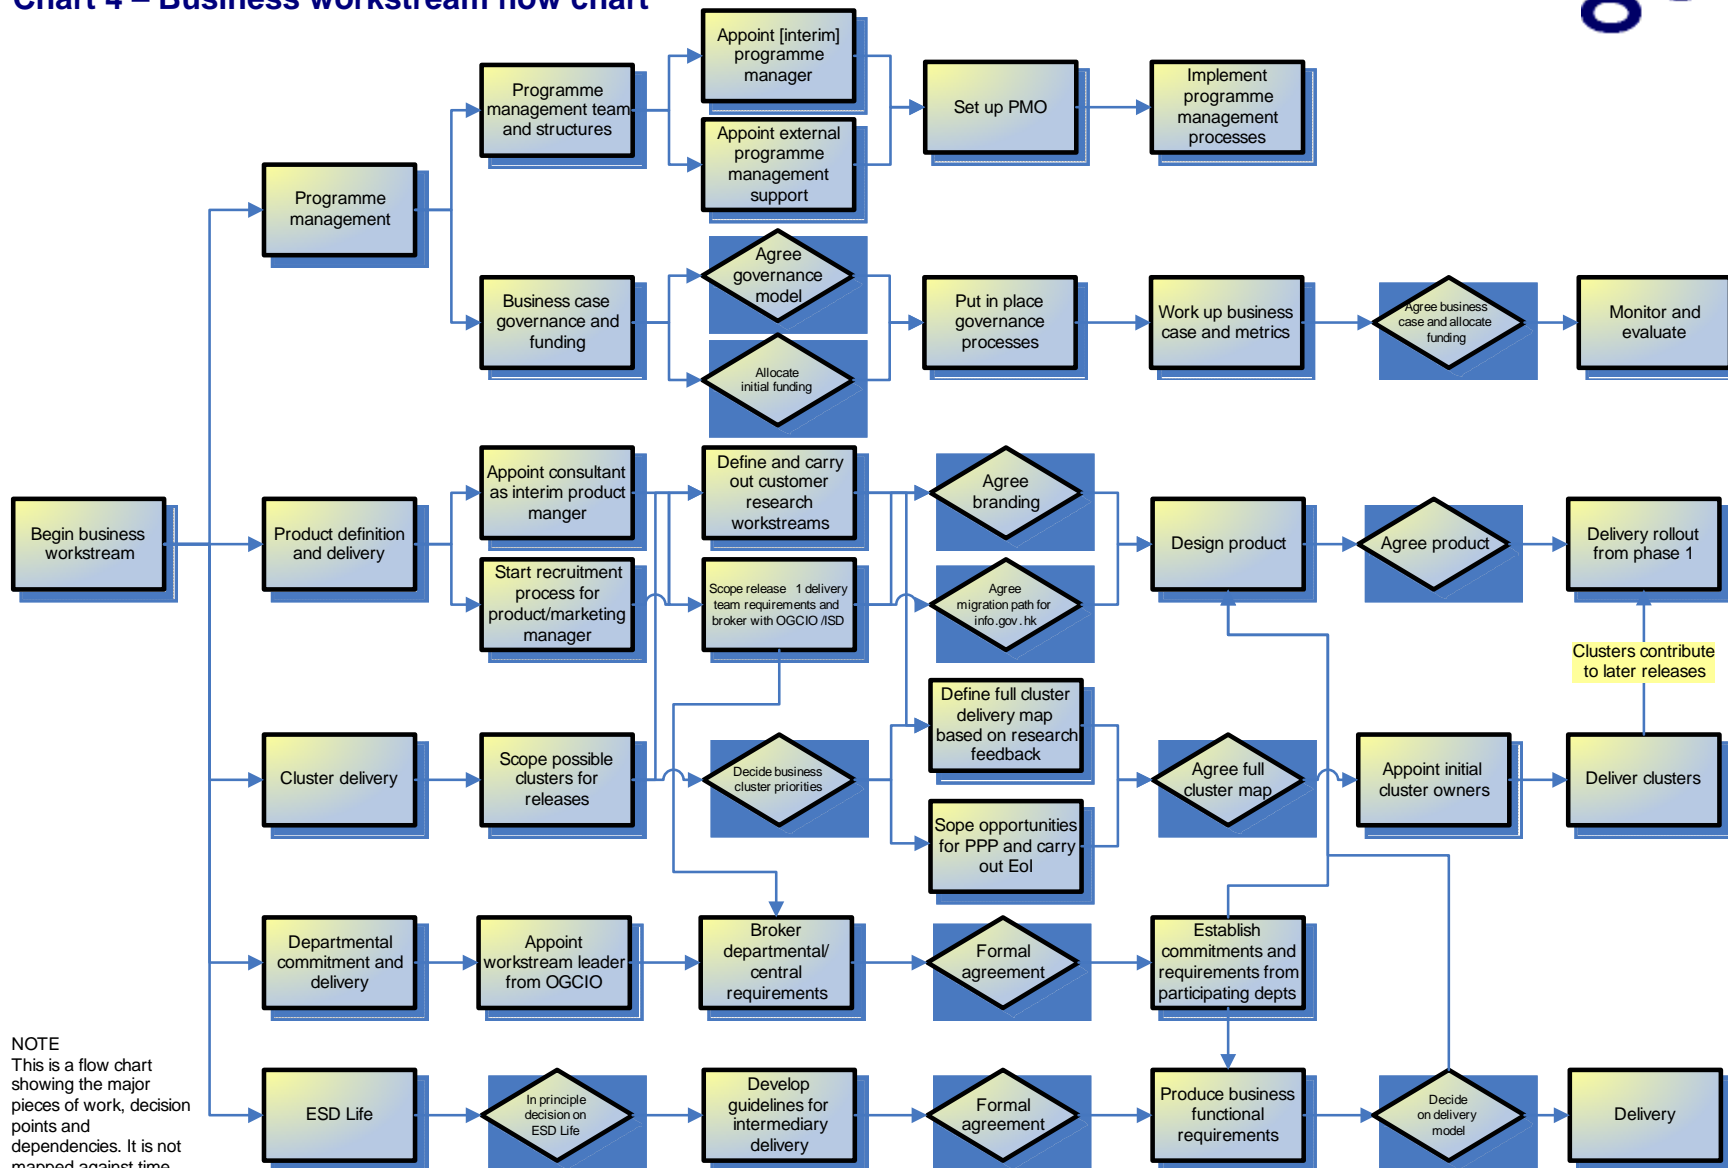 Chart 4 – Business workstream flow chart
g
Appoint [interim]
programme
manager
Programme
management team
and structures
Set up PMO
Implement
programme
management
processes
Appoint external
programme
management
support
Programme
management
Agree
governance
model
Business case
governance and
funding
Put in place
governance
processes
Work up business
case and metrics
Agree business
case and allocate
funding
Monitor and
evaluate
Allocate
initial funding
Appoint consultant
as interim product
manger
Define and carry
out customer
research
workstreams
Agree
branding
Begin business
workstream
Product definition
and delivery
Design product
Agree product
Delivery rollout
from phase 1
Start recruitment
process for
product/marketing
manager
Scope release 1 delivery
team requirements and
broker with OGCIO /ISD
Agree
migration path for
info.gov.hk
Clusters contribute
to later releases
Define full cluster
delivery map
based on research
feedback
Cluster delivery
Scope possible
clusters for
releases
Decide business
cluster priorities
Agree full
cluster map
Appoint initial
cluster owners
Deliver clusters
Sope opportunities
for PPP and carry
out EoI
Departmental
commitment and
delivery
Appoint
workstream leader
from OGCIO
Broker
departmental/
central
requirements
Formal
agreement
Establish
commitments and
requirements from
participating depts
NOTE
This is a flow chart
showing the major
pieces of work, decision
points and
dependencies. It is not
mapped against time
ESD Life
In principle
decision on
ESD Life
Develop
guidelines for
intermediary
delivery
Formal
agreement
Produce business
functional
requirements
Decide
on delivery
model
Delivery